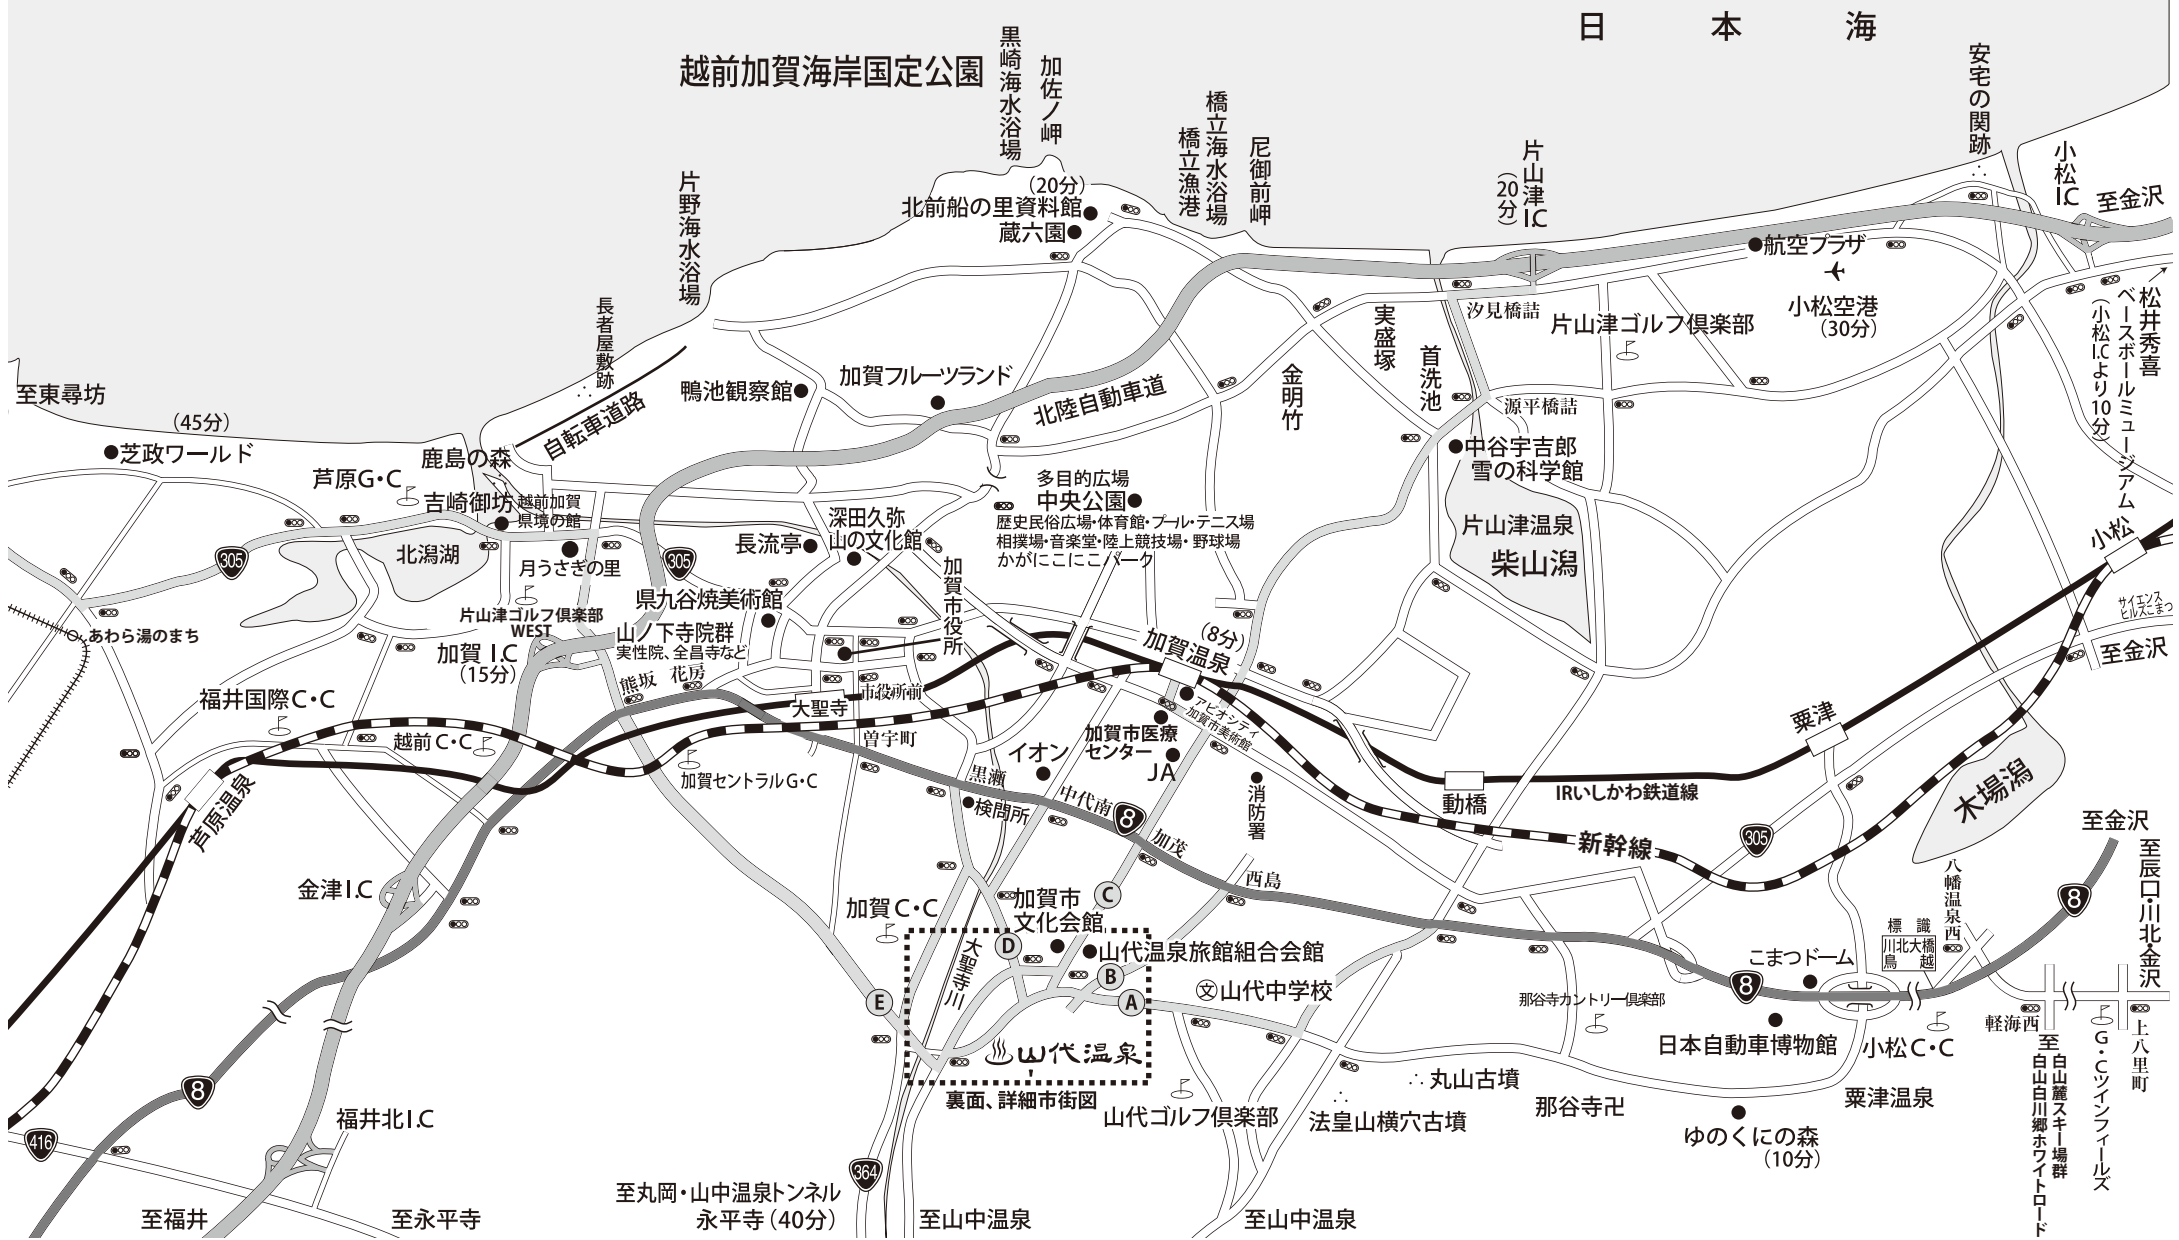 日本海
越前加賀海岸国定公園
黒崎海水浴場
加佐ノ岬
橋立海水浴場
橋立漁港
尼御前岬
片山津I.C
(20分)
安宅の関跡
小松I.C
至金沢
片野海水浴場
(20分)
北前船の里資料館
蔵六園
航空プラザ
小松空港
(30分)
松井秀喜
ベースボールミュージアム
(小松I.Cより10分)
長者屋敷跡
自転車道路
鴨池観察館
加賀フルーツランド
北陸自動車道
金明竹
実盛塚
首洗池
汐見橋詰
片山津ゴルフ倶楽部
源平橋詰
中谷宇吉郎
雪の科学館
片山津温泉
柴山潟
至東尋坊
(45分)
芝政ワールド
芦原G・C
鹿島の森
吉崎御坊
越前加賀
県境の館
北潟湖
305
月うさぎの里
片山津ゴルフ倶楽部
WEST
305
長流亭
深田久弥
山の文化館
多目的広場
中央公園
歴史民俗広場・体育館・プール・テニス場
相撲場・音楽堂・陸上競技場・野球場
かがにこにこパーク
県九谷焼美術館
加賀市役所
山ノ下寺院群
実性院、全昌寺など
あわら湯のまち
加賀 I.C
(15分)
熊坂
花房
大聖寺
市役所前
曽宇町
加賀温泉
(8分)
アビオシティ
加賀市美術館
加賀市医療
センター
JA
イオン
小松
サイエンス
ヒルズこまつ
至金沢
粟津
動橋
IRいしかわ鉄道線
新幹線
木場潟
福井国際C・C
越前C・C
芦原温泉
加賀セントラルG・C
黒瀬
検問所
中代南
8
加茂
消防署
西島
305
金津I.C
加賀C・C
加賀市
文化会館
山代温泉旅館組合会館
A
B
C
D
E
大聖寺川
山代温泉
裏面、詳細市街図
山代中学校
文
山代ゴルフ倶楽部
法皇山横穴古墳
丸山古墳
那谷寺卍
那谷寺カントリー倶楽部
こまつドーム
8
日本自動車博物館
小松C・C
粟津温泉
ゆのくにの森
(10分)
標識
川北大橋
鳥越
八幡温泉西
8
至金沢
至辰口・川北・金沢
軽海西
至白山麓スキー場群
白山白川郷ホワイトロード
G・Cツインフィールズ
上八里町
8
416
福井北I.C
至福井
至永平寺
364
至丸岡・山中温泉トンネル
永平寺(40分)
至山中温泉
至山中温泉